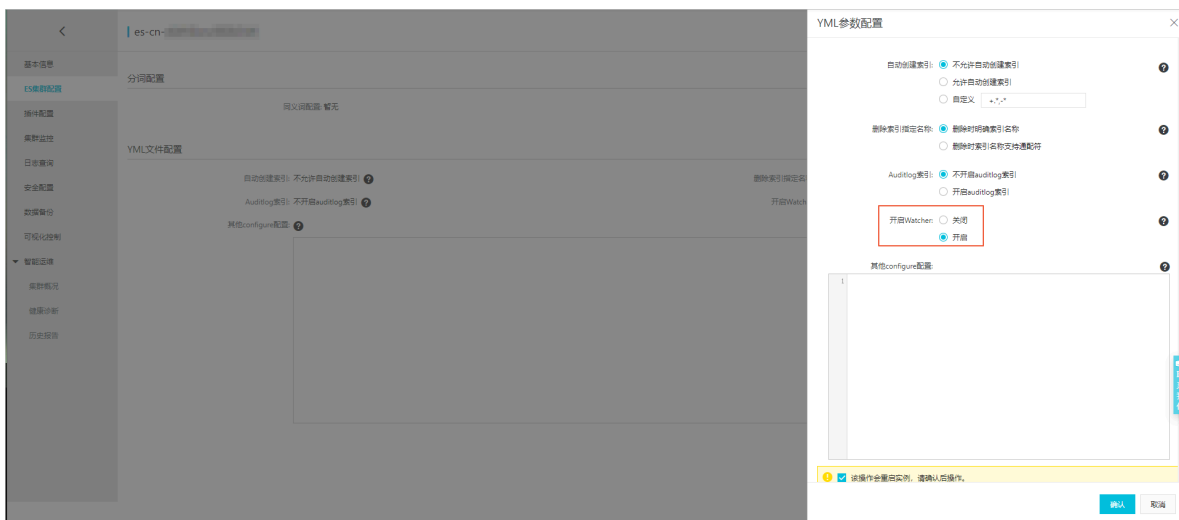 es-cn-
基本信息
ES集群配置
插件配置
集群监控
日志查询
安全配置
数据备份
可视化控制
智能运维
集群概况
健康诊断
历史报告
分词配置
同义词配置: 暂无
YML文件配置
自动创建索引: 不允许自动创建索引
删除索引指定名
Auditlog索引: 不开启auditlog索引
开启Watch
其他configure配置:
YML参数配置
自动创建索引: 不允许自动创建索引
允许自动创建索引
自定义 +.*,-*
删除索引指定名称: 删除时明确索引名称
删除时索引名称支持通配符
Auditlog索引: 不开启auditlog索引
开启auditlog索引
开启Watcher: 关闭
开启
其他configure配置:
1
该操作会重启实例，请确认后操作。
确认 取消